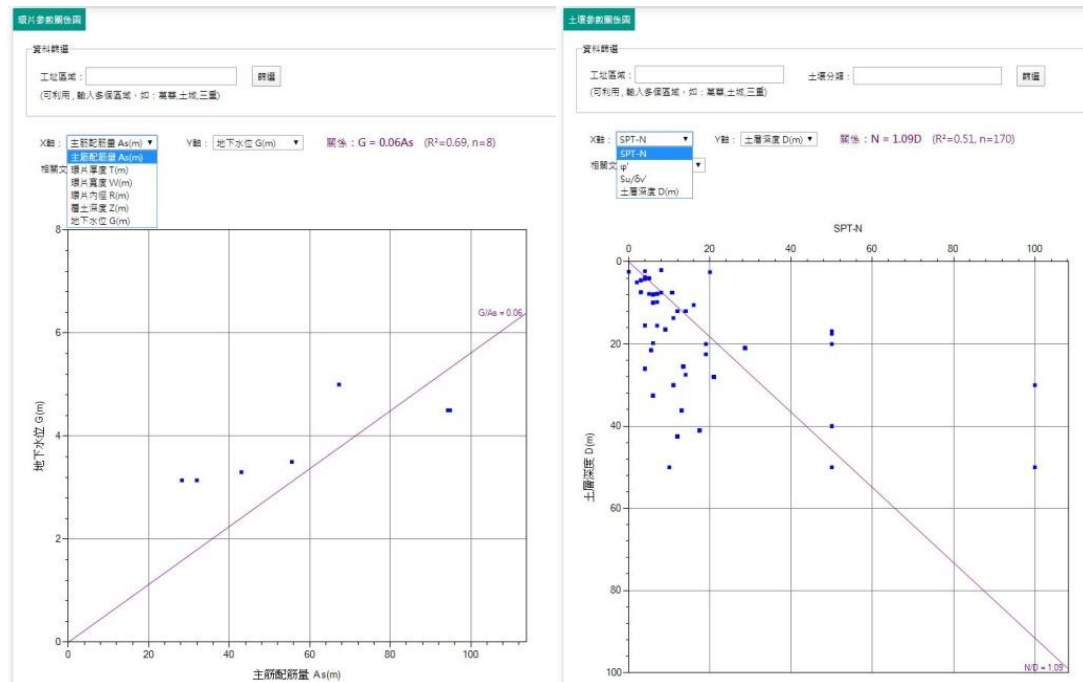 環片參數關係圖
資料篩選
工址區域：
篩選
(可利用 , 輸入多個區域，如：萬華,土城,三重)
X軸： 主筋配筋量 As(m) Y軸： 地下水位 G(m) 關係：G = 0.06As (R²=0.69, n=8)
主筋配筋量 As(m)
環片厚度 T(m)
環片寬度 W(m)
環片內徑 R(m)
覆土深度 Z(m)
地下水位 G(m)
相關文
8
6
4
2
0
G/As = 0.06
地下水位 G(m)
0 20 40 60 80 100
主筋配筋量 As(m)
土壤參數關係圖
資料篩選
工址區域： 土壤分類： 篩選
(可利用 , 輸入多個區域，如：萬華,土城,三重)
X軸： SPT-N Y軸： 土層深度 D(m) 關係：N = 1.09D (R²=0.51, n=170)
SPT-N
φ'
Su/δv'
土層深度 D(m)
相關文
SPT-N
0 20 40 60 80 100
0
20
40
60
80
100
土層深度 D(m)
N/D = 1.09